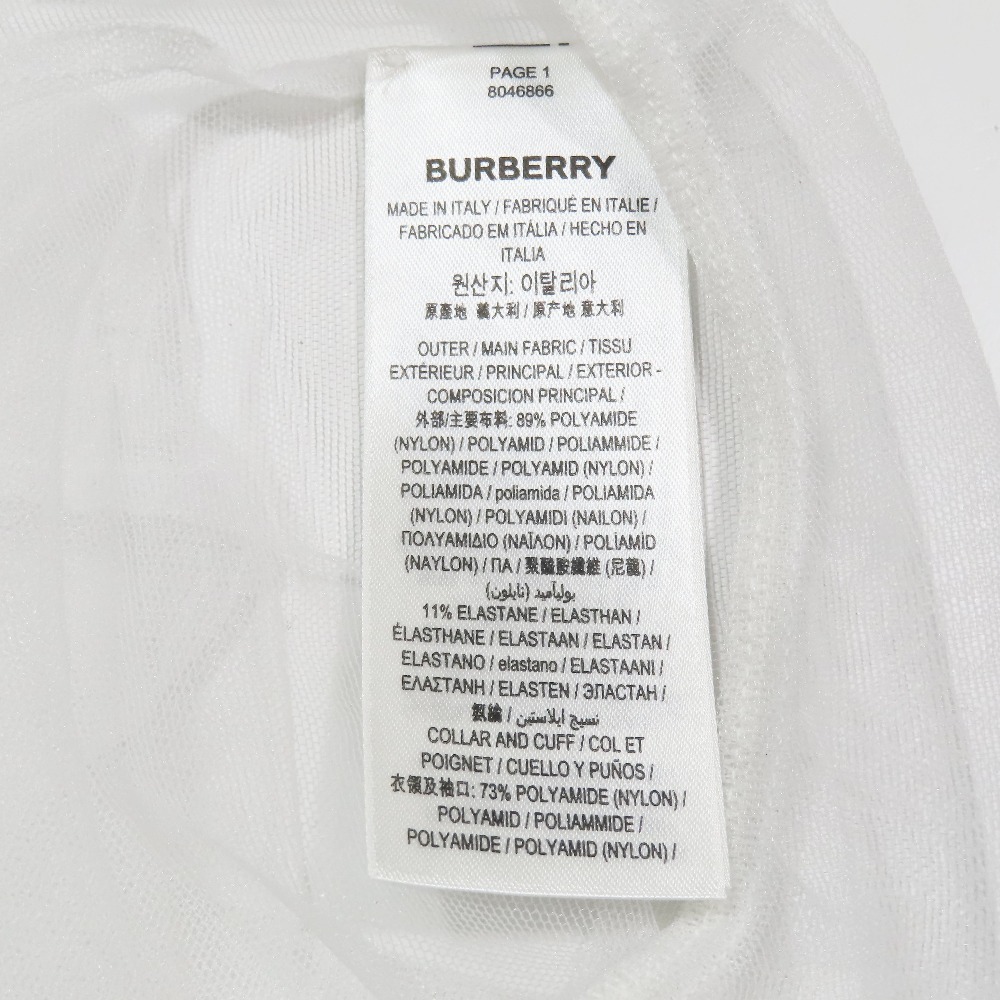 PAGE 1
8046866
BURBERRY
MADE IN ITALY / FABRIQUÉ EN ITALIE /
FABRICADO EM ITÁLIA / HECHO EN
ITALIA
원산지: 이탈리아
原產地 義大利 / 原产地 意大利
OUTER / MAIN FABRIC / TISSU
EXTÉRIEUR / PRINCIPAL / EXTERIOR -
COMPOSICION PRINCIPAL /
外部/主要布料: 89% POLYAMIDE
(NYLON) / POLYAMID / POLIAMMIDE /
POLYAMIDE / POLYAMID (NYLON) /
POLIAMIDA / poliamida / POLIAMIDA
(NYLON) / POLYAMIDI (NAILON) /
ΠΟΛΥΑΜΙΔΙΟ (ΝΑΪΛΟΝ) / POLİAMİD
(NAYLON) / ПА / 聚醯胺纖維 (尼龍) /
بولياميد (نايلون)
11% ELASTANE / ELASTHAN /
ÉLASTHANE / ELASTAAN / ELASTAN /
ELASTANO / elastano / ELASTAANI /
ΕΛΑΣΤΑΝΗ / ELASTEN / ЭЛАСТАН /
氨綸 / نسيج ايلاستين
COLLAR AND CUFF / COL ET
POIGNET / CUELLO Y PUÑOS /
衣領及袖口: 73% POLYAMIDE (NYLON) /
POLYAMID / POLIAMMIDE /
POLYAMIDE / POLYAMID (NYLON) /